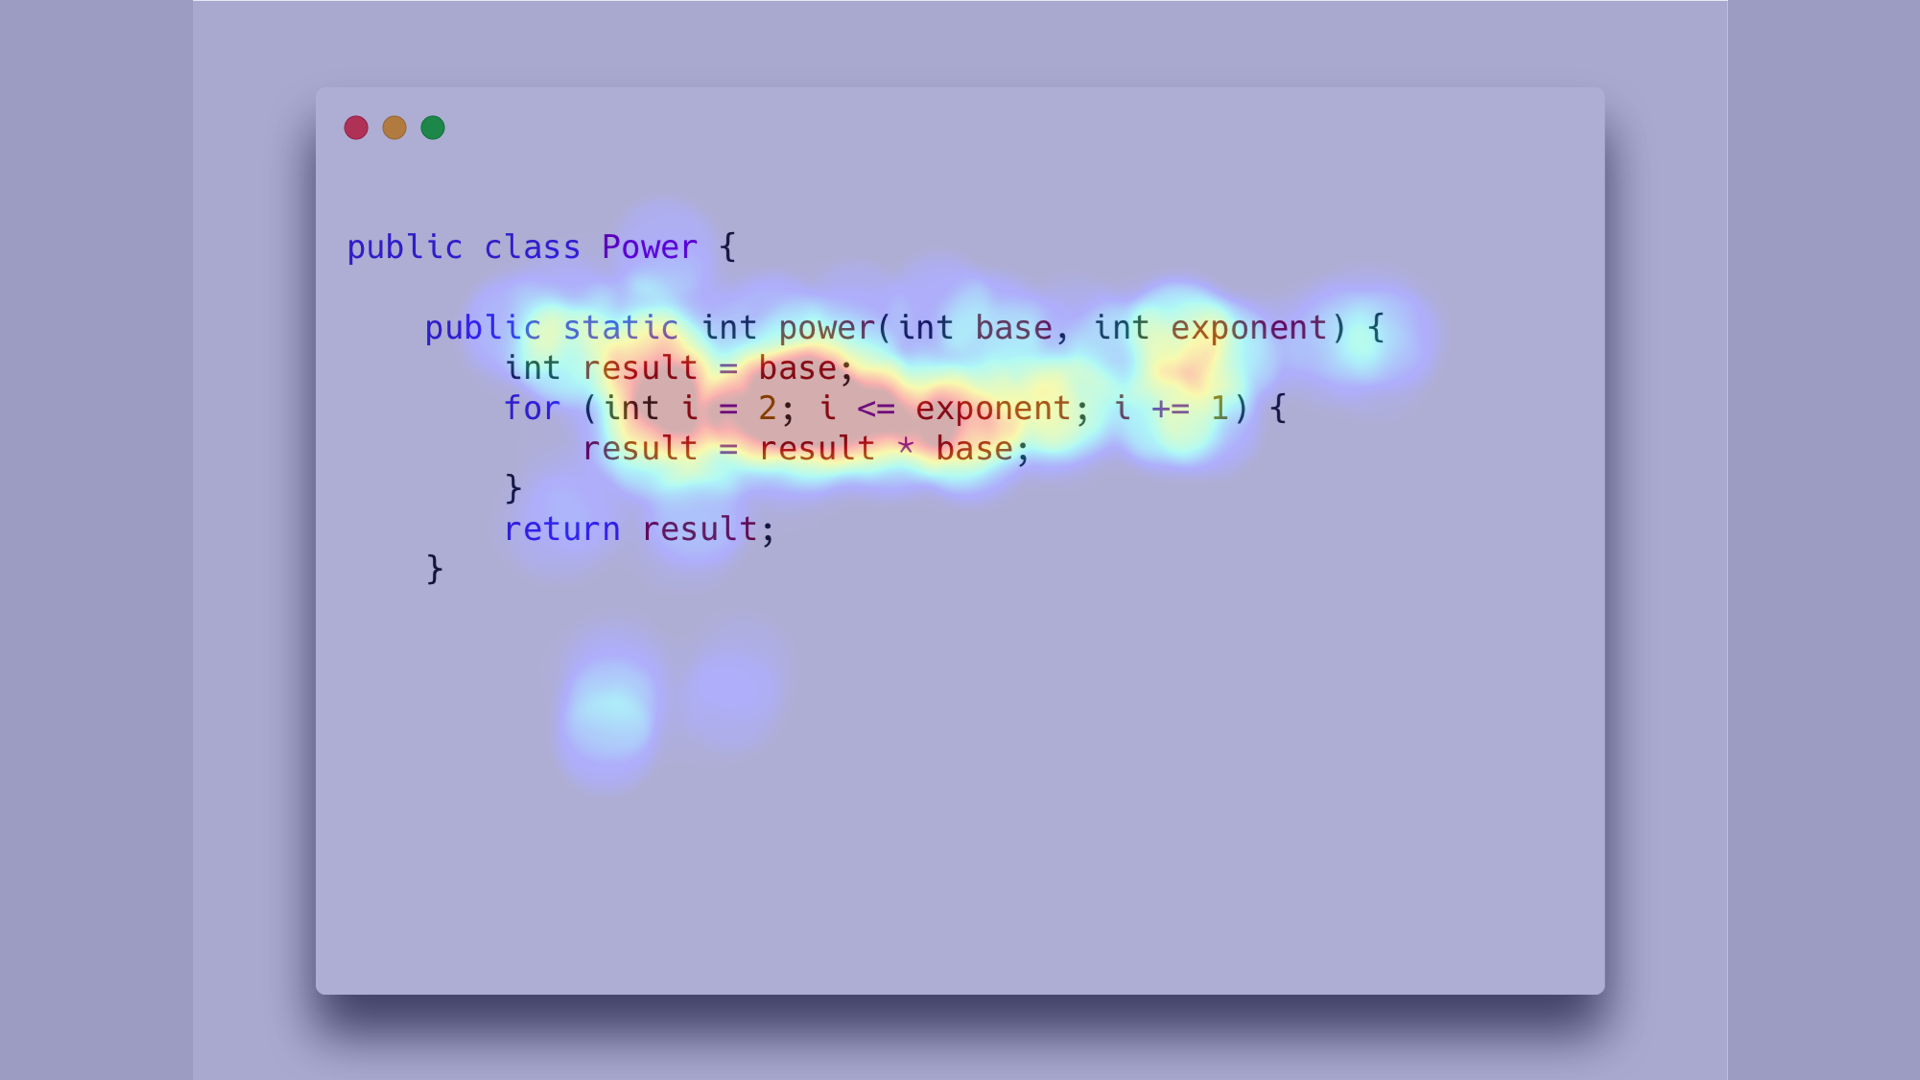 public class Power {
    public static int power(int base, int exponent) {
        int result = base;
        for (int i = 2; i <= exponent; i += 1) {
            result = result * base;
        }
        return result;
    }